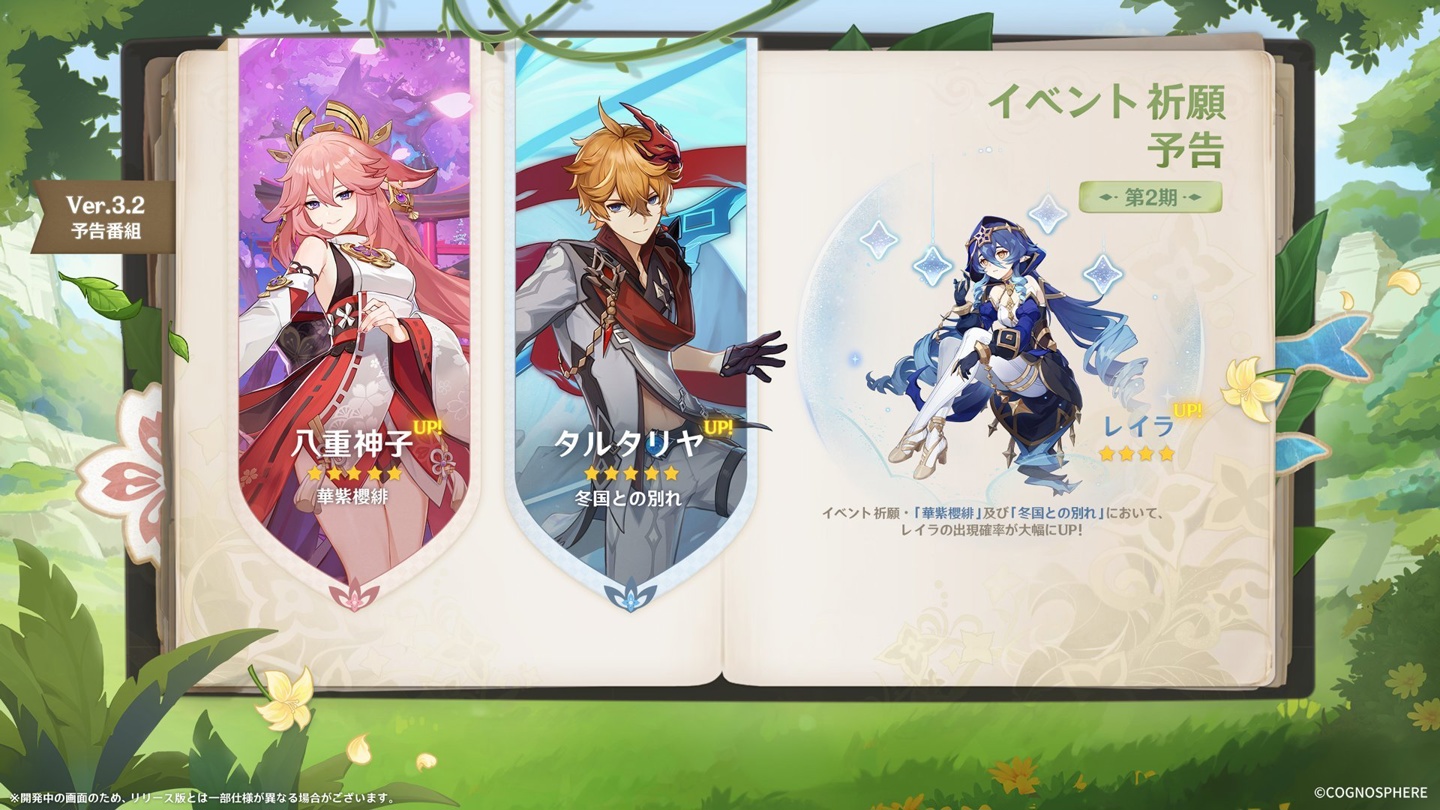 Ver.3.2
予告番組
イベント祈願
予告
第2期
八重神子 UP!
華紫櫻緋
タルタリヤ UP!
冬国との別れ
レイラ UP!
イベント祈願・「華紫櫻緋」及び「冬国との別れ」において、
レイラの出現確率が大幅にUP!
※開発中の画面のため、リリース版とは一部仕様が異なる場合がございます。
©COGNOSPHERE